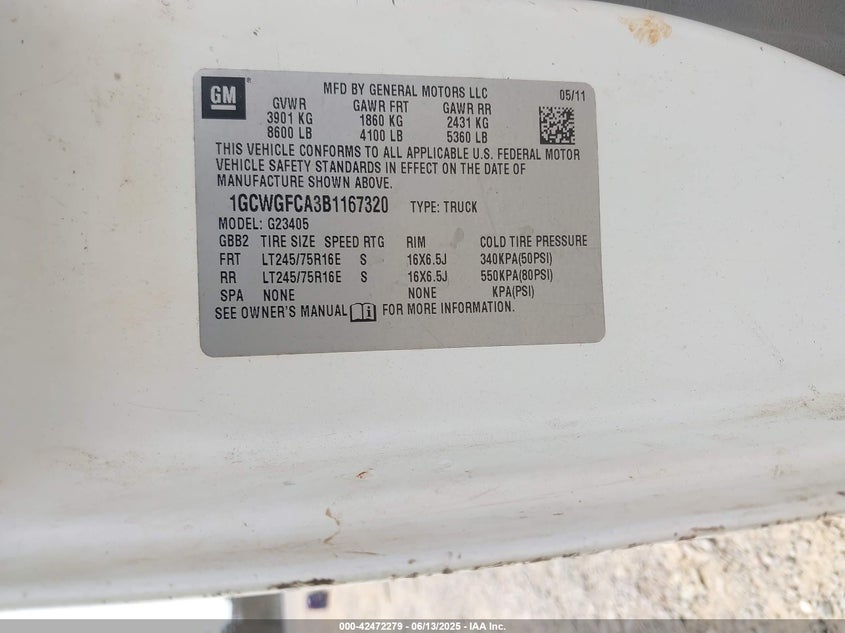 GM®
MFD BY GENERAL MOTORS LLC 05/11
GVWR GAWR FRT GAWR RR
3901 KG 1860 KG 2431 KG
8600 LB 4100 LB 5360 LB
THIS VEHICLE CONFORMS TO ALL APPLICABLE U.S. FEDERAL MOTOR
VEHICLE SAFETY STANDARDS IN EFFECT ON THE DATE OF
MANUFACTURE SHOWN ABOVE.
1GCWGFCA3B1167320 TYPE: TRUCK
MODEL: G23405
GBB2 TIRE SIZE SPEED RTG RIM COLD TIRE PRESSURE
FRT LT245/75R16E S 16X6.5J 340KPA(50PSI)
RR LT245/75R16E S 16X6.5J 550KPA(80PSI)
SPA NONE NONE KPA(PSI)
SEE OWNER'S MANUAL i FOR MORE INFORMATION.
000-42472279 - 06/13/2025 - IAA Inc.